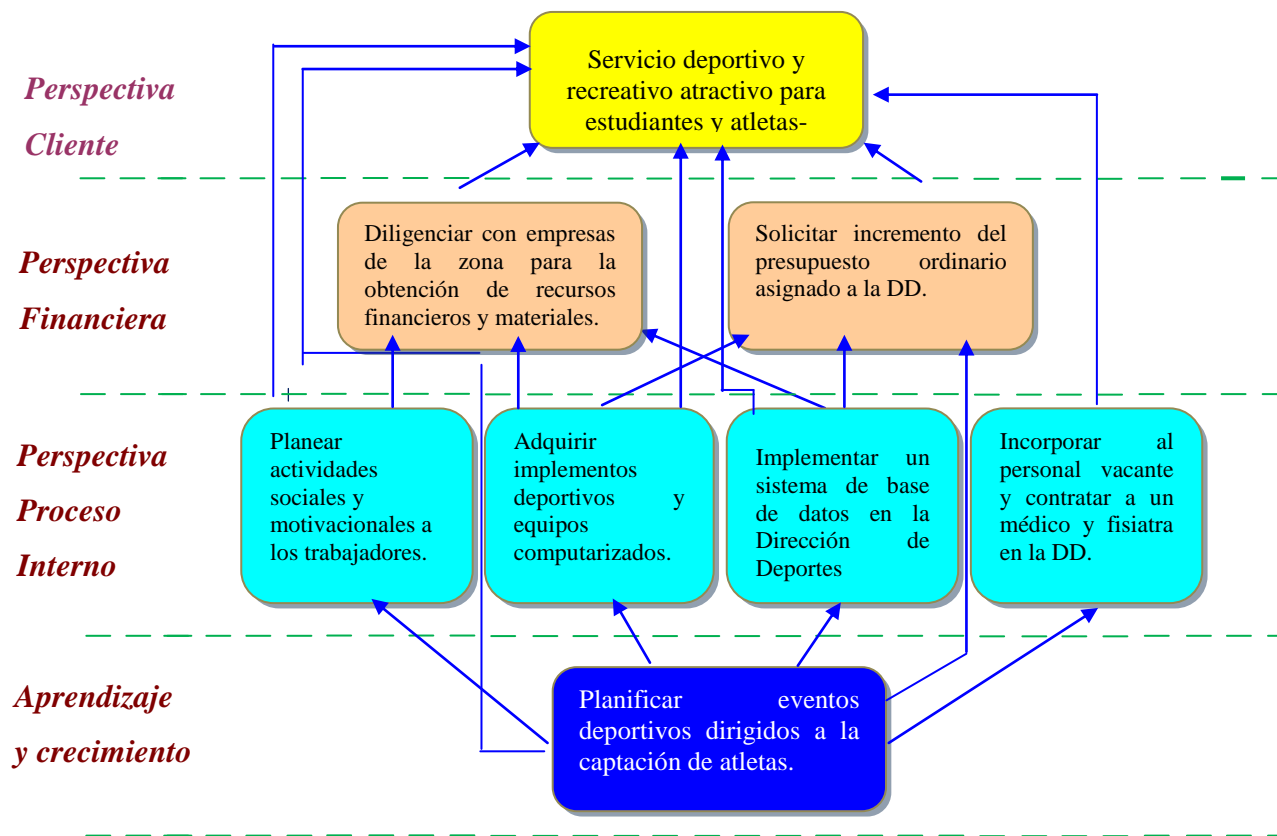 Perspectiva
Cliente
Servicio deportivo y
recreativo atractivo para
estudiantes y atletas-
Perspectiva
Financiera
Diligenciar con empresas
de la zona para la
obtención de recursos
financieros y materiales.
Solicitar incremento del
presupuesto ordinario
asignado a la DD.
Perspectiva
Proceso
Interno
Planear
actividades
sociales y
motivacionales a
los trabajadores.
Adquirir
implementos
deportivos y
equipos
computarizados.
Implementar un
sistema de base
de datos en la
Dirección de
Deportes
Incorporar al
personal vacante
y contratar a un
médico y fisiatra
en la DD.
Aprendizaje
y crecimiento
Planificar eventos
deportivos dirigidos a la
captación de atletas.